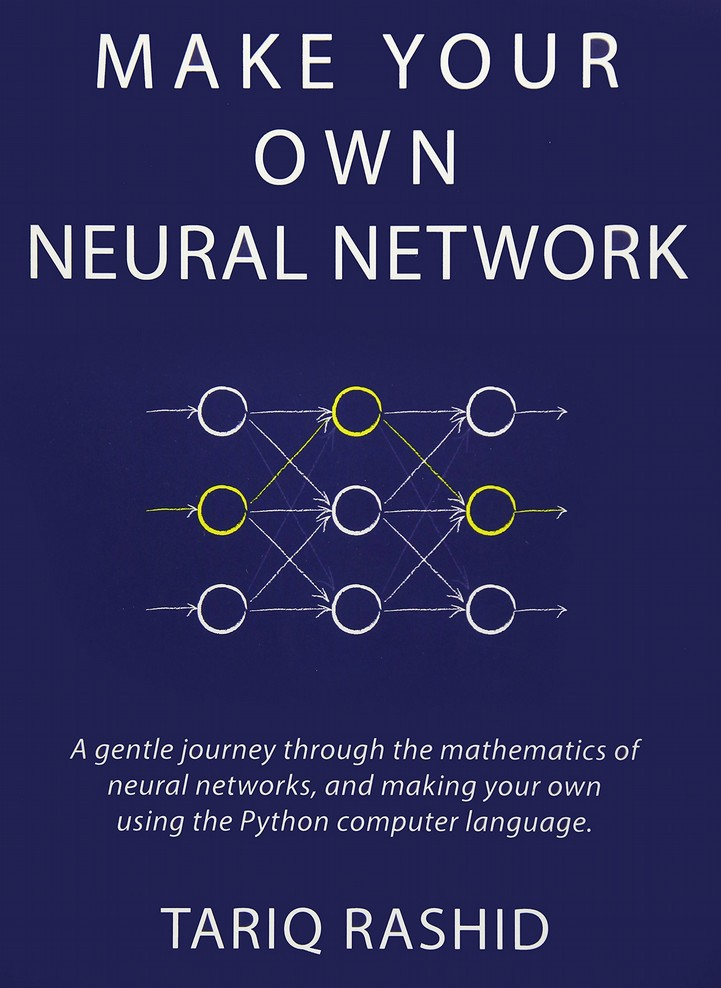 MAKE YOUR
OWN
NEURAL NETWORK
A gentle journey through the mathematics of
neural networks, and making your own
using the Python computer language.
TARIQ RASHID